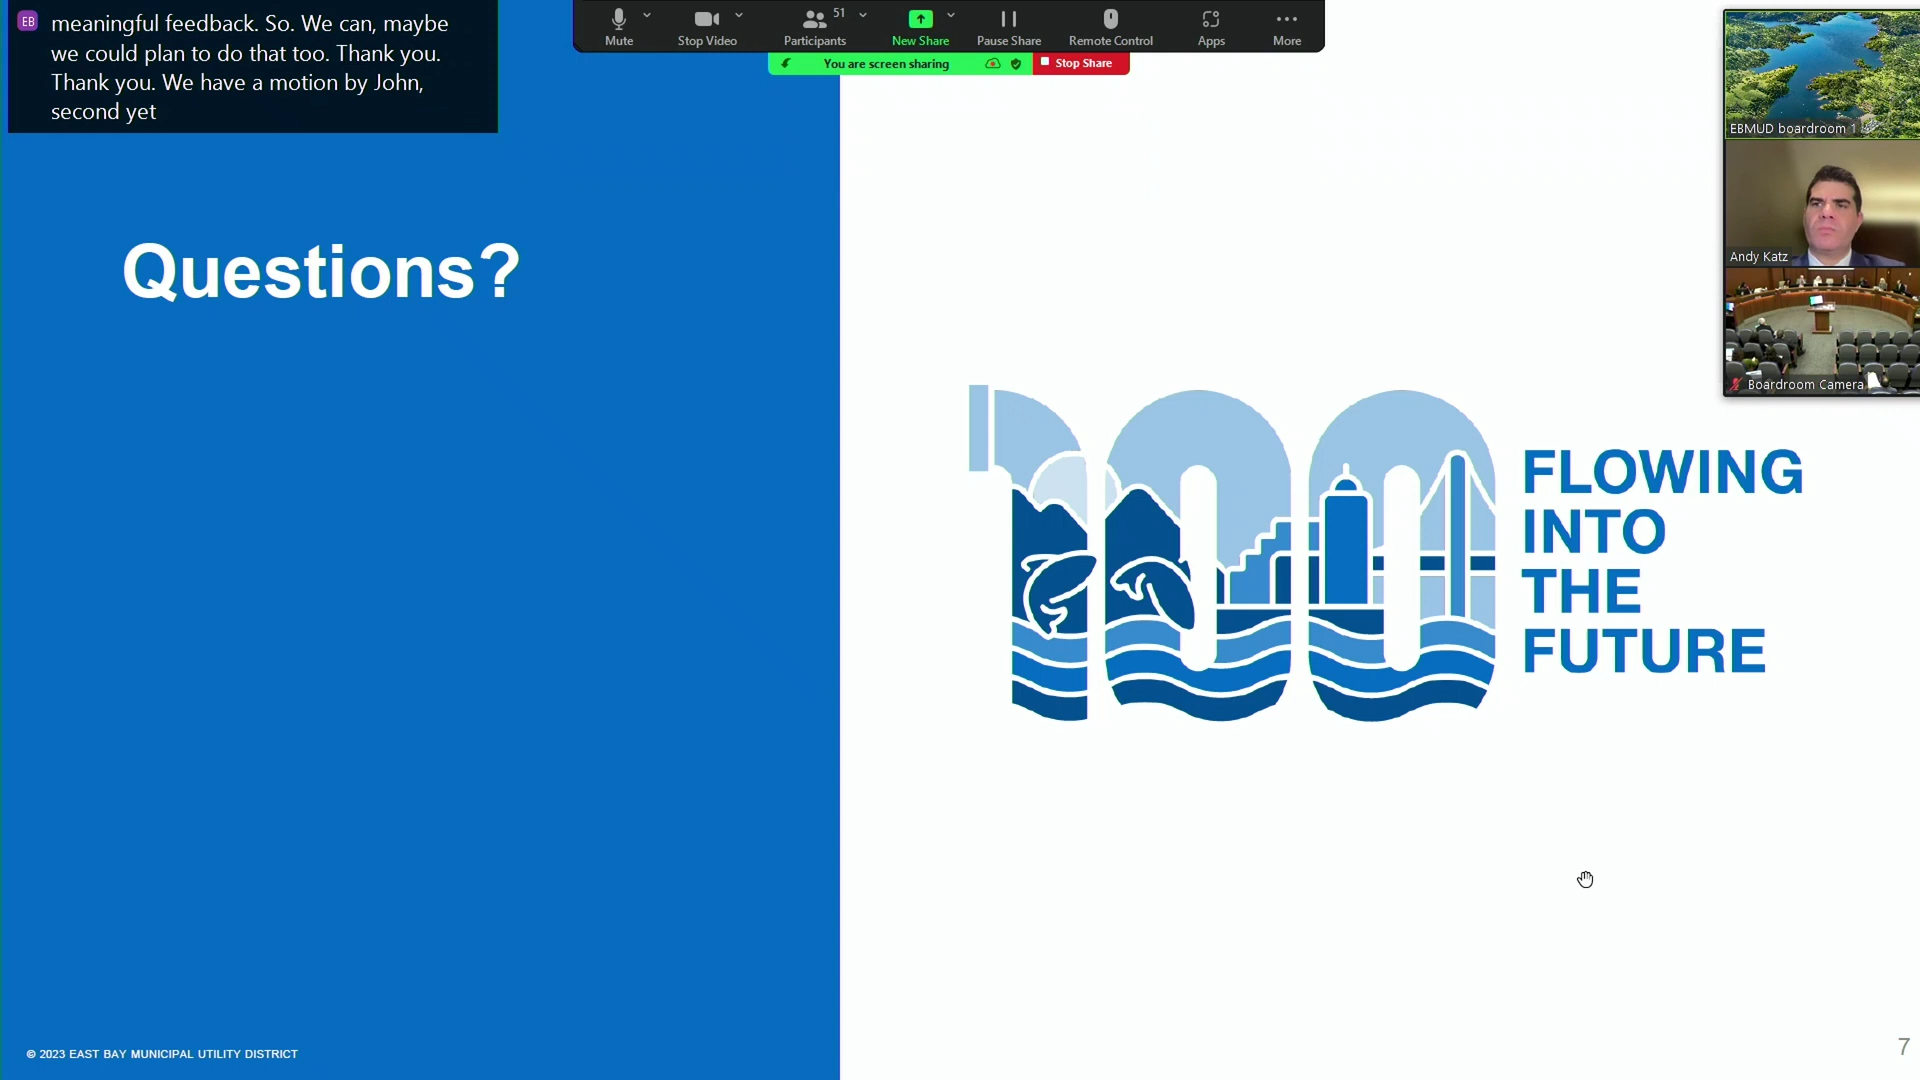 EB
meaningful feedback. So. We can, maybe
we could plan to do that too. Thank you.
Thank you. We have a motion by John,
second yet
Mute
Stop Video
51
Participants
New Share
Pause Share
Remote Control
Apps
More
You are screen sharing
Stop Share
EBMUD boardroom 1
Andy Katz
Boardroom Camera
Questions?
100
FLOWING
INTO
THE
FUTURE
© 2023 EAST BAY MUNICIPAL UTILITY DISTRICT
7